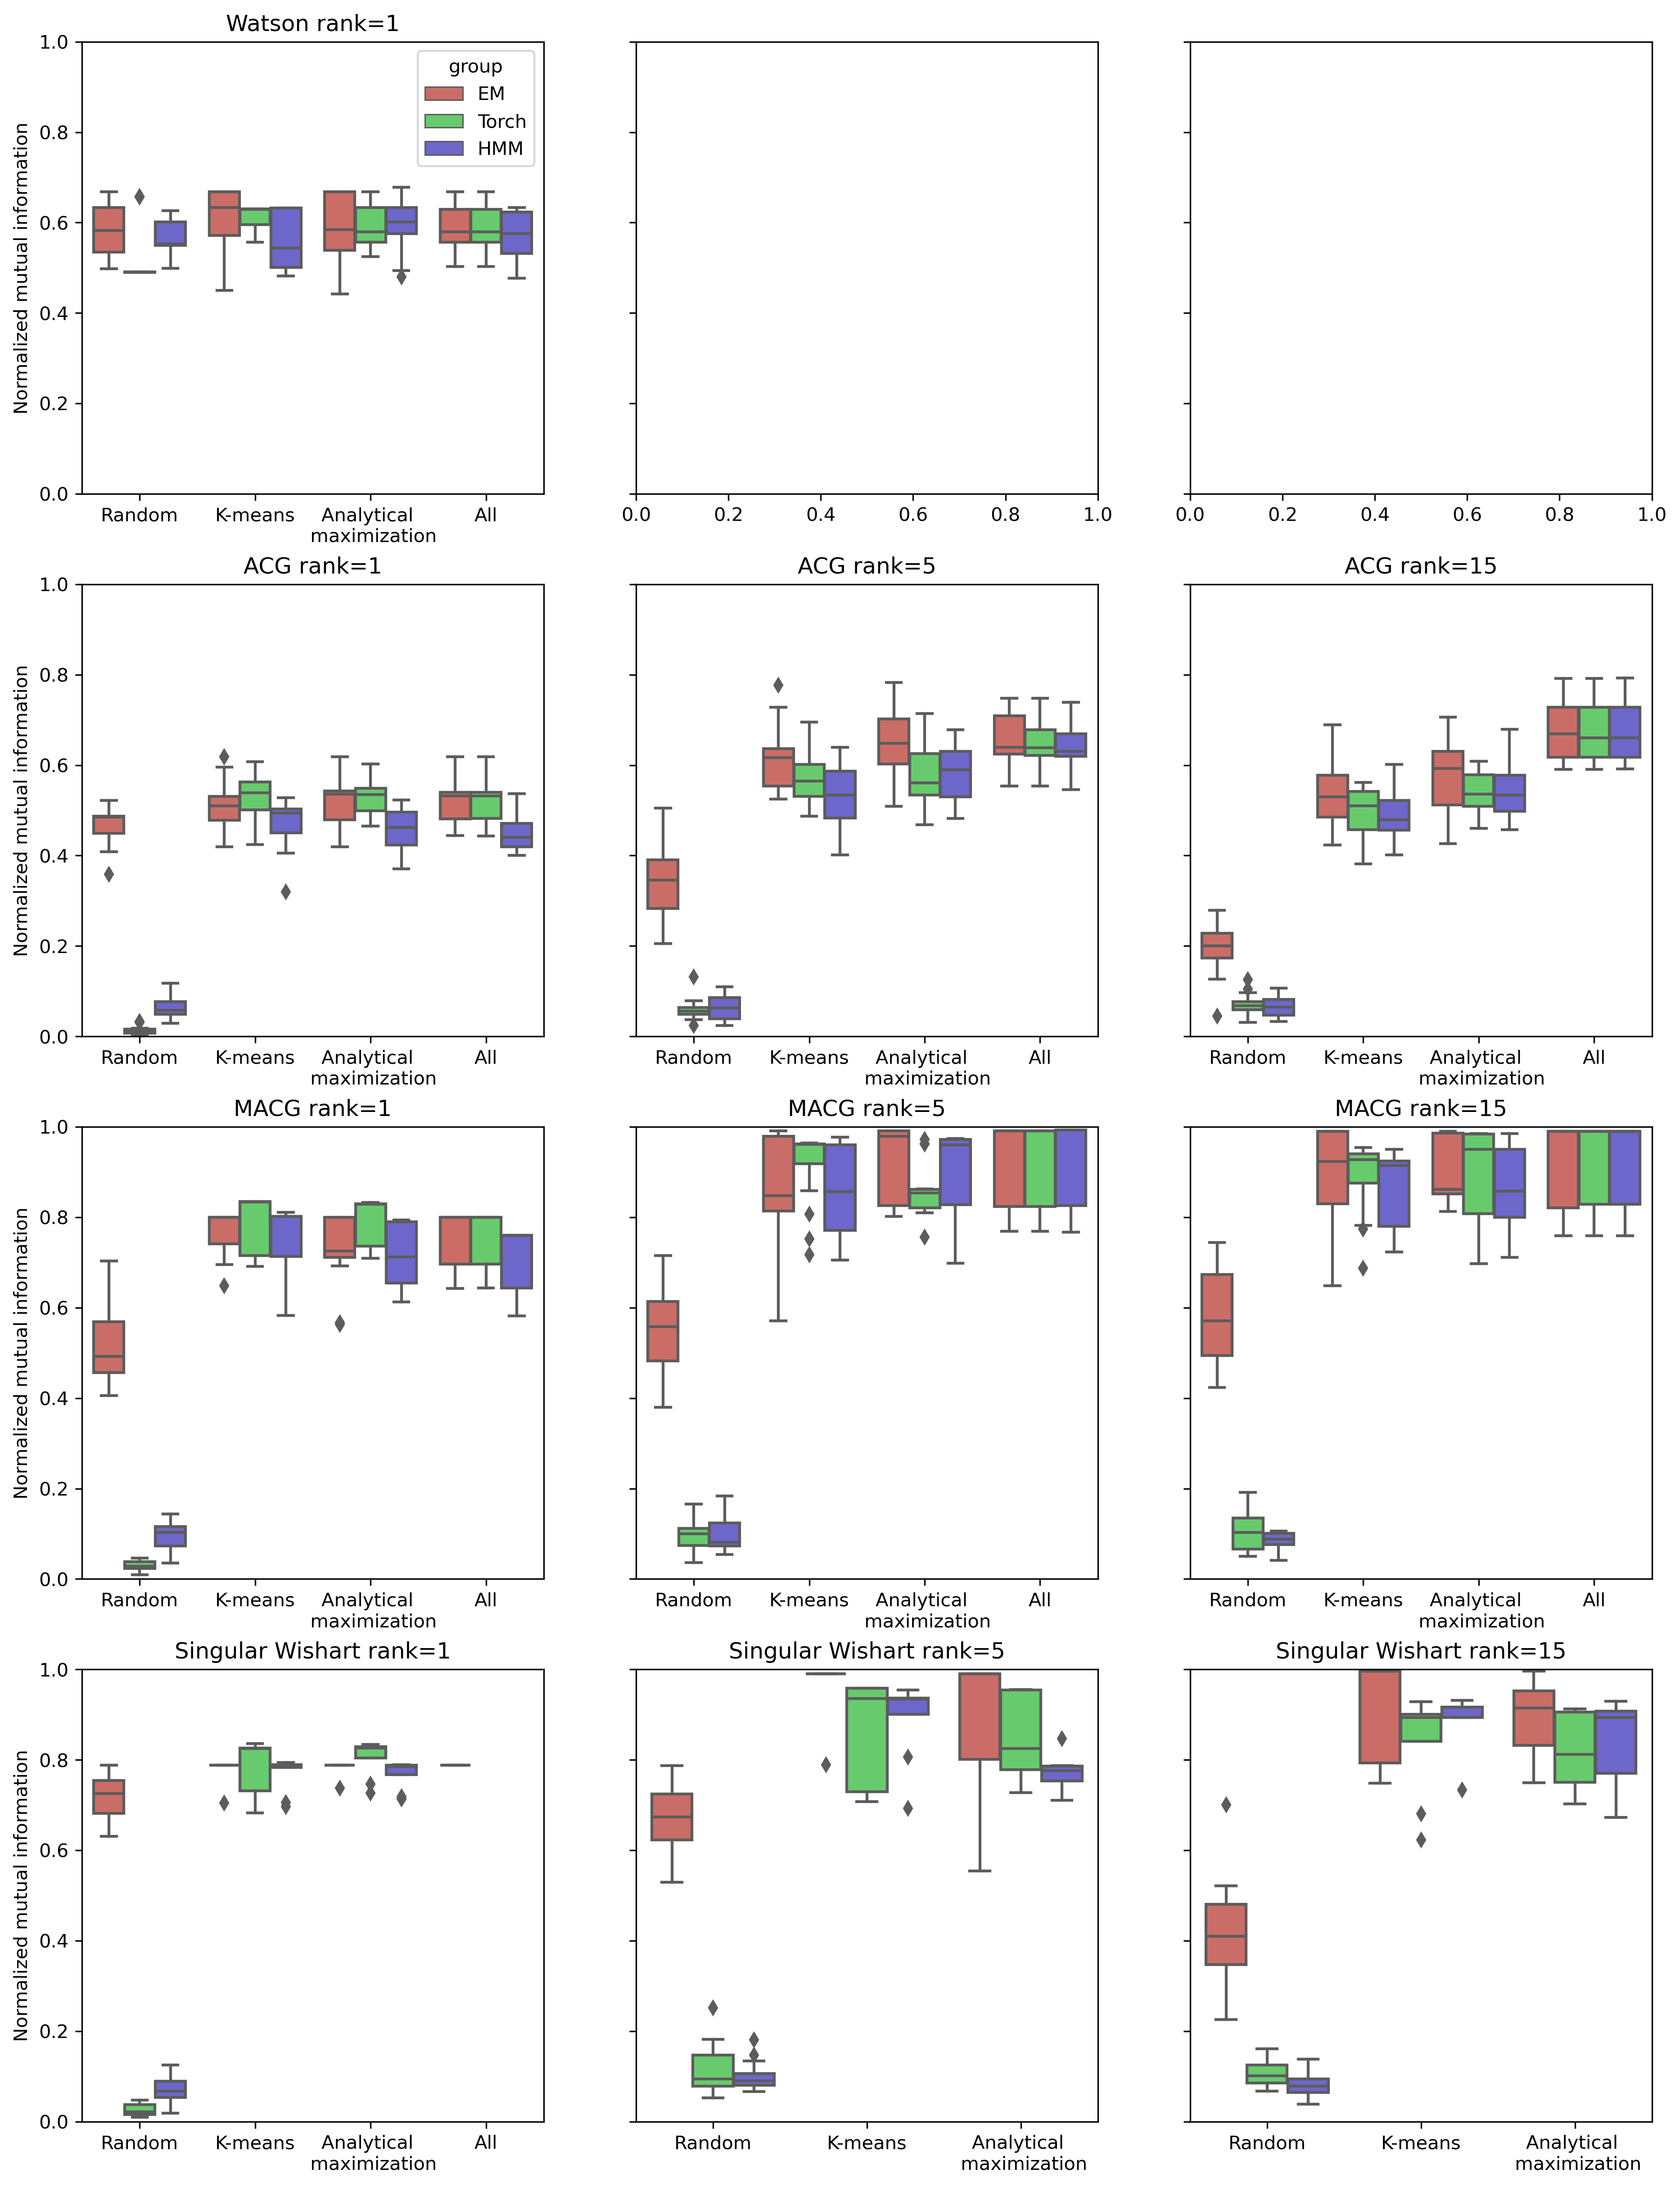 Watson rank=1
Normalized mutual information
1.0
0.8
0.6
0.4
0.2
0.0
group
EM
Torch
HMM
Random K-means Analytical maximization All
0.0 0.2 0.4 0.6 0.8 1.0
0.0 0.2 0.4 0.6 0.8 1.0
ACG rank=1
Normalized mutual information
1.0
0.8
0.6
0.4
0.2
0.0
Random K-means Analytical maximization All
ACG rank=5
Random K-means Analytical maximization All
ACG rank=15
Random K-means Analytical maximization All
MACG rank=1
Normalized mutual information
1.0
0.8
0.6
0.4
0.2
0.0
Random K-means Analytical maximization All
MACG rank=5
Random K-means Analytical maximization All
MACG rank=15
Random K-means Analytical maximization All
Singular Wishart rank=1
Normalized mutual information
1.0
0.8
0.6
0.4
0.2
0.0
Random K-means Analytical maximization All
Singular Wishart rank=5
Random K-means Analytical maximization
Singular Wishart rank=15
Random K-means Analytical maximization